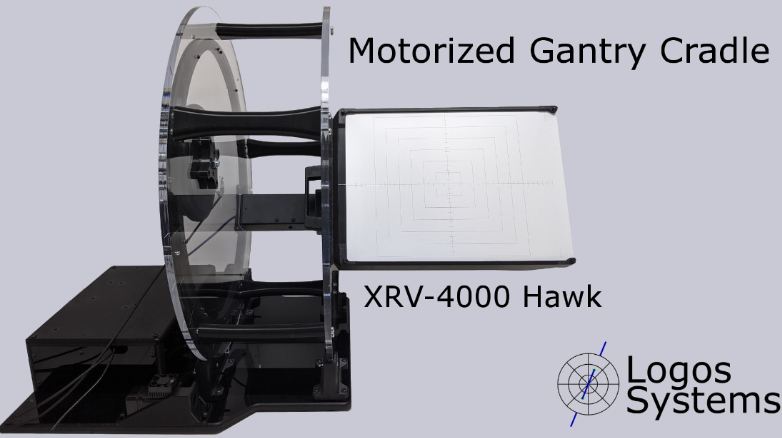 Motorized Gantry Cradle
XRV-4000 Hawk
Logos
Systems